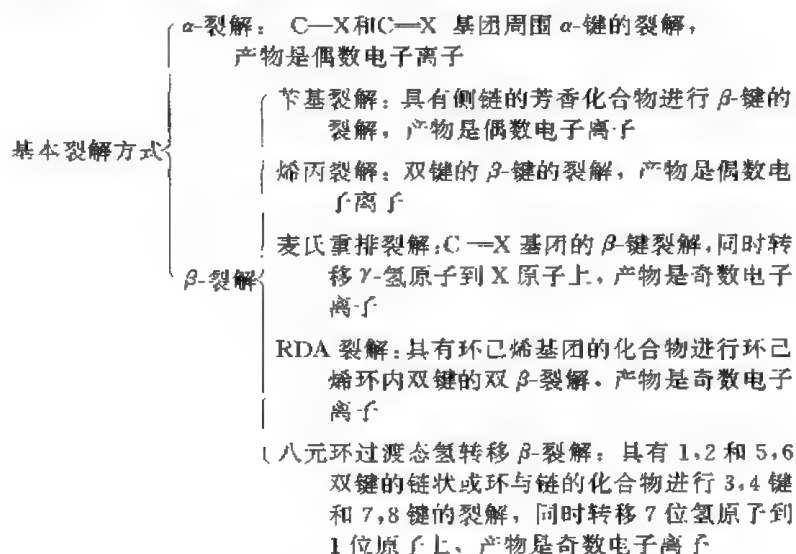 α-裂解： C—X和C═X 基团周围 α-键的裂解，
产物是偶数电子离子
苄基裂解：具有侧链的芳香化合物进行 β-键的
裂解，产物是偶数电子离子
基本裂解方式
烯丙裂解：双键的 β-键的裂解，产物是偶数电
子离子
麦氏重排裂解：C═X 基团的 β-键裂解，同时转
移 γ-氢原子到 X 原子上，产物是奇数电子
β-裂解
离子
RDA 裂解：具有环己烯基团的化合物进行环己
烯环内双键的双 β-裂解，产物是奇数电子
离子
八元环过渡态氢转移 β-裂解：具有 1,2 和 5,6
双键的链状或环与链的化合物进行 3,4 键
和 7,8 键的裂解，同时转移 7 位氢原子到
1 位原子上，产物是奇数电子离子